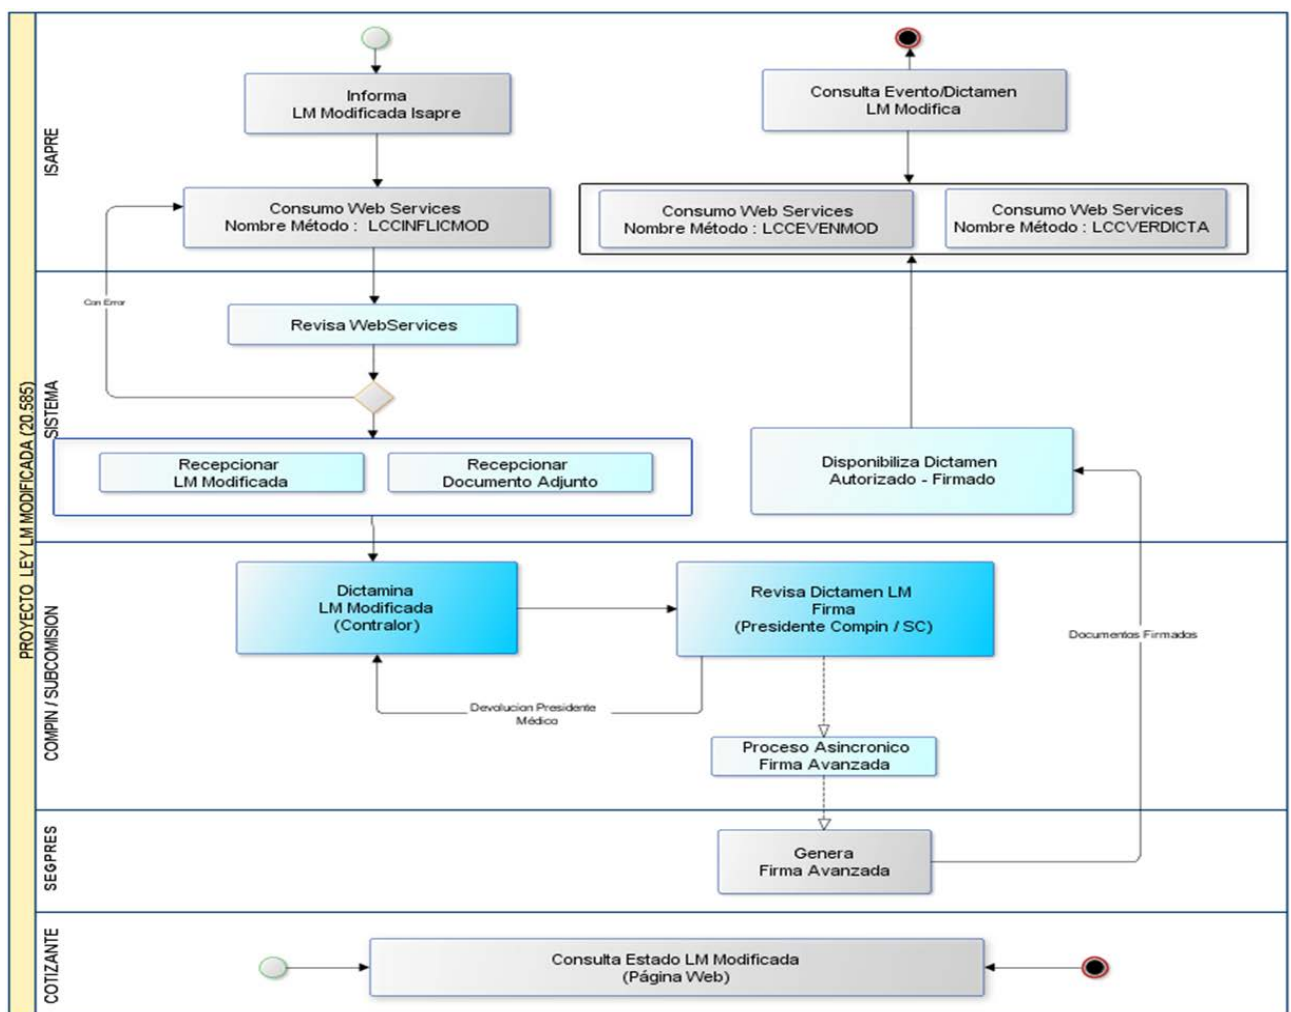 PROYECTO LEY LM MODIFICADA (20.585)
ISAPRE
Informa
LM Modificada Isapre
Consulta Evento/Dictamen
LM Modifica
Consumo Web Services
Nombre Método : LCCINFLICMOD
Consumo Web Services
Nombre Método : LCCEVENMOD
Consumo Web Services
Nombre Método : LCCVERDICTA
SISTEMA
Con Error
Revisa WebServices
Recepcionar
LM Modificada
Recepcionar
Documento Adjunto
Disponibiliza Dictamen
Autorizado - Firmado
COMPIN / SUBCOMISION
Dictamina
LM Modificada
(Contralor)
Revisa Dictamen LM
Firma
(Presidente Compin / SC)
Documentos Firmados
Devolucion Presidente
Médico
Proceso Asincronico
Firma Avanzada
SEGPRES
Genera
Firma Avanzada
COTIZANTE
Consulta Estado LM Modificada
(Página Web)